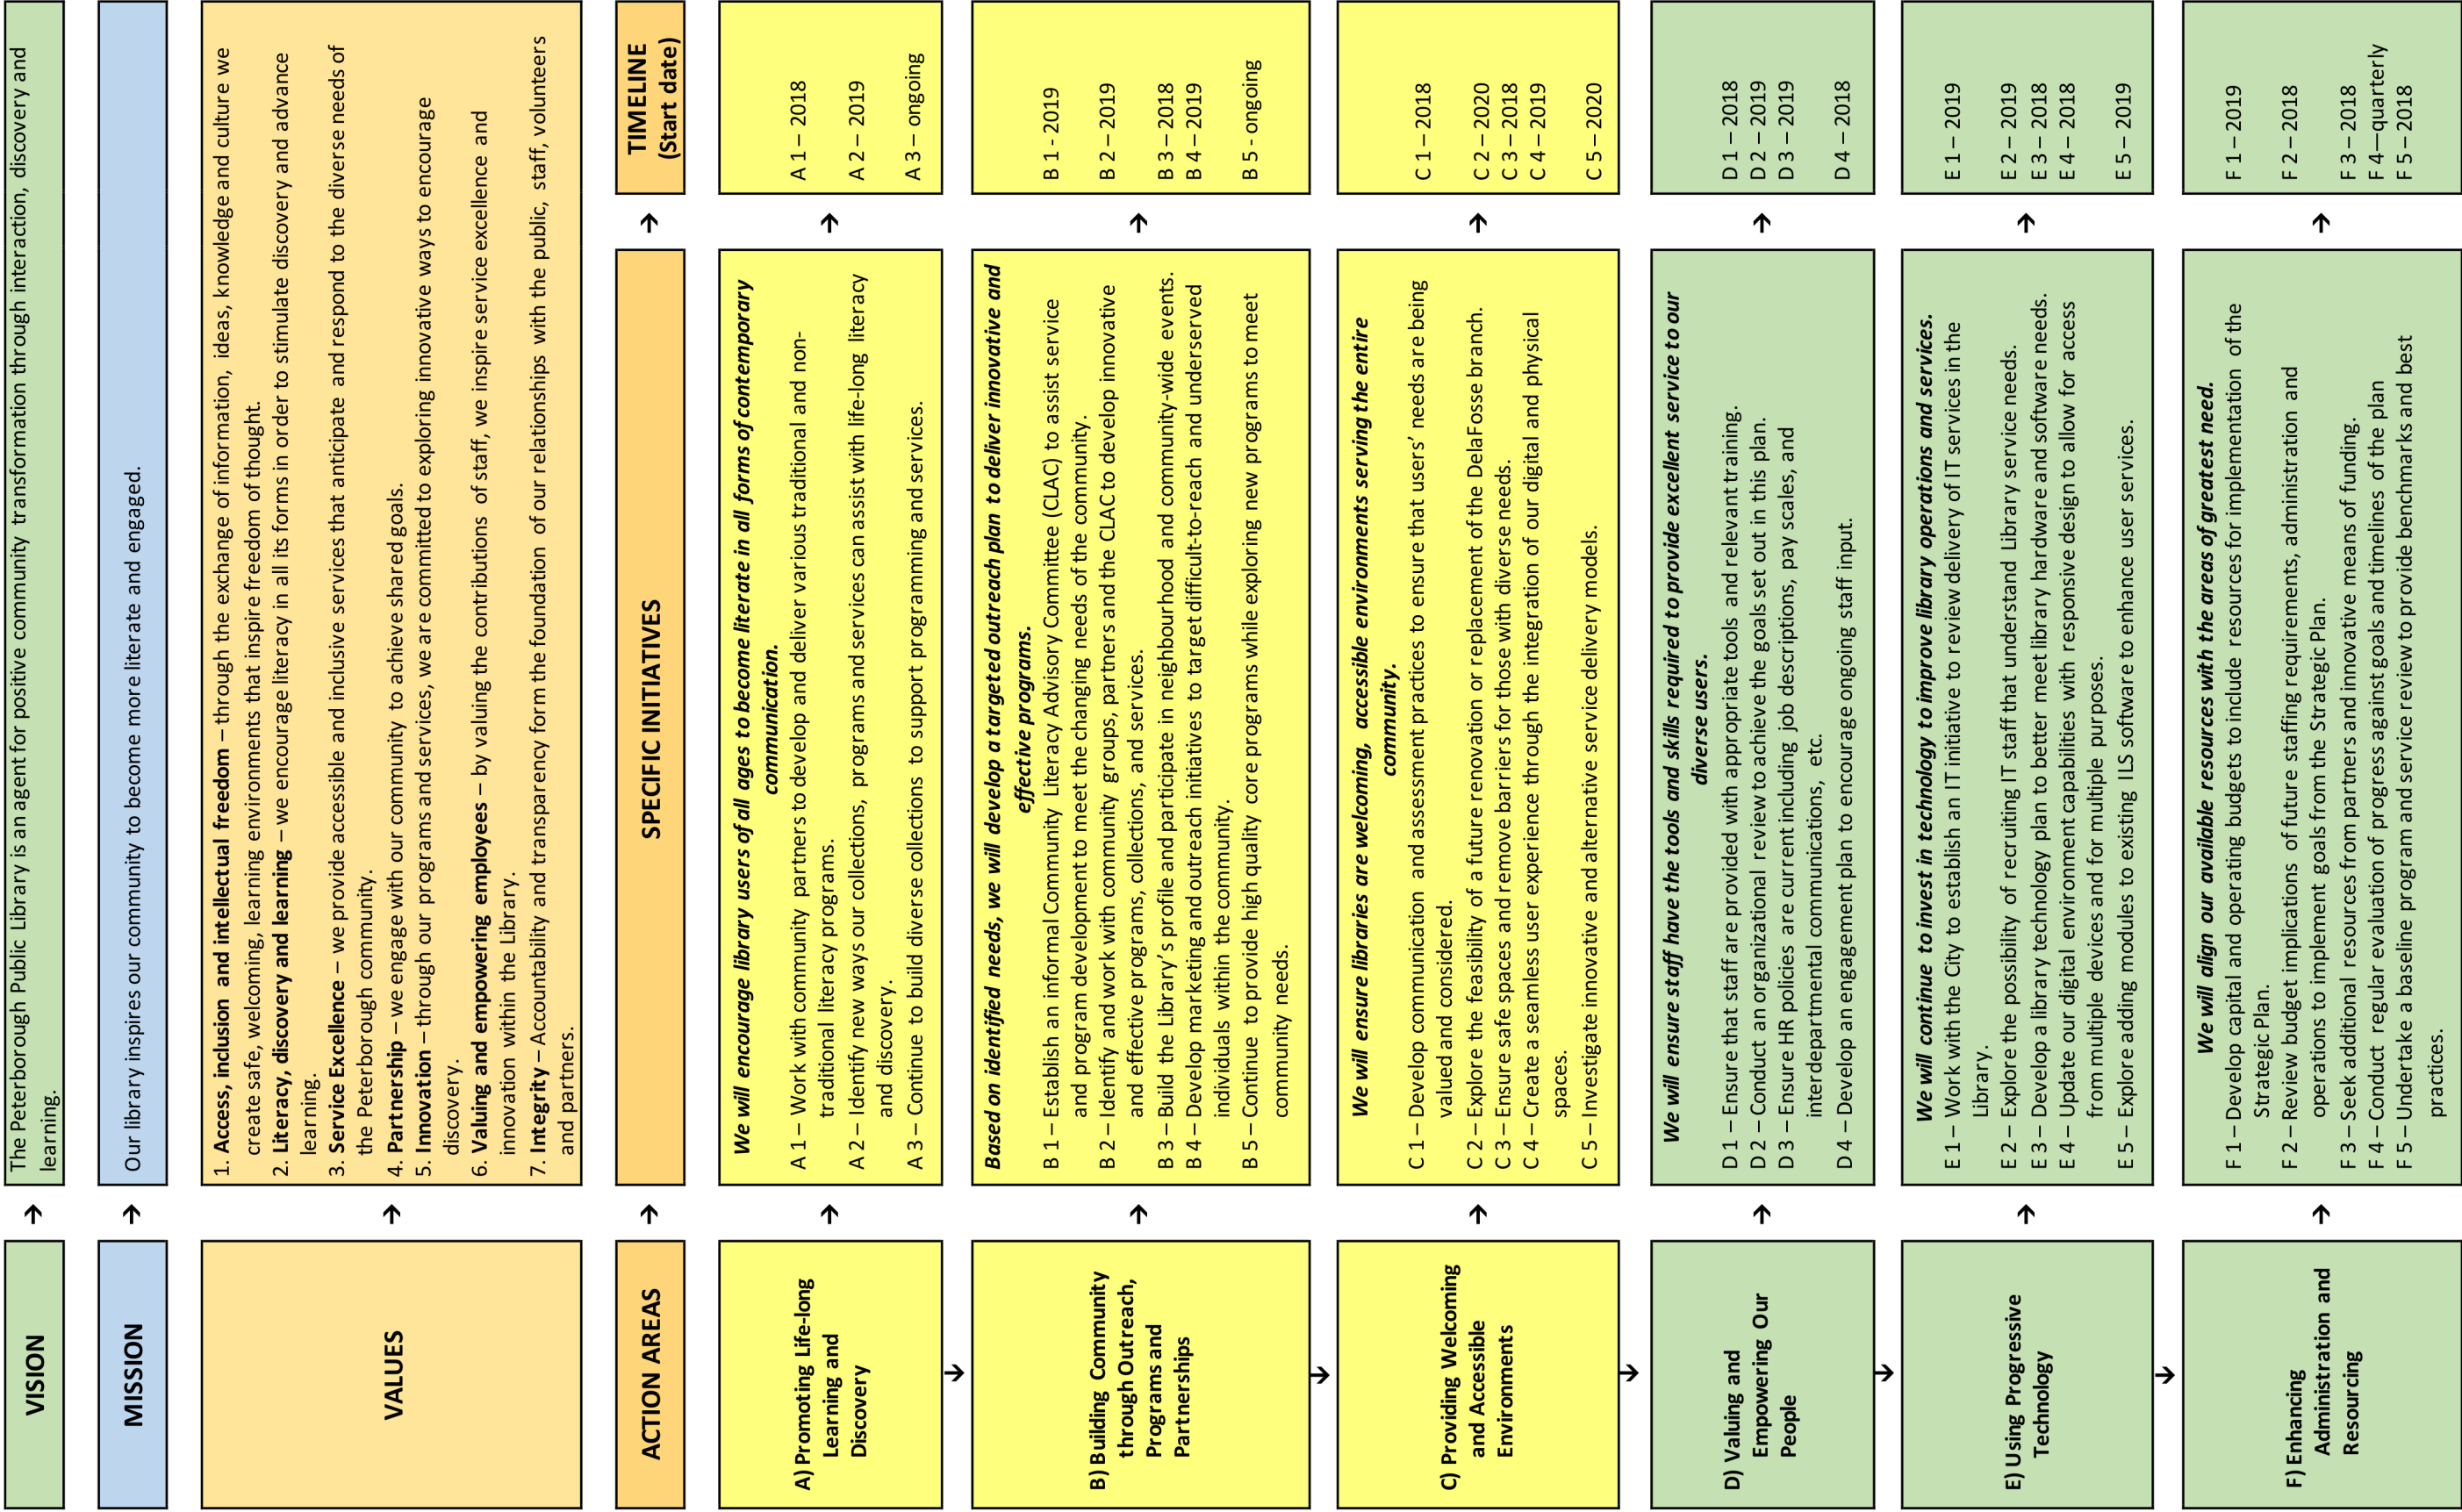 VISION
→
The Peterborough Public Library is an agent for positive community transformation through interaction, discovery and
learning.
MISSION
→
Our library inspires our community to become more literate and engaged.
VALUES
→
1. Access, inclusion and intellectual freedom – through the exchange of information, ideas, knowledge and culture we
create safe, welcoming, learning environments that inspire freedom of thought.
2. Literacy, discovery and learning – we encourage literacy in all its forms in order to stimulate discovery and advance
learning.
3. Service Excellence – we provide accessible and inclusive services that anticipate and respond to the diverse needs of
the Peterborough community.
4. Partnership – we engage with our community to achieve shared goals.
5. Innovation – through our programs and services, we are committed to exploring innovative ways to encourage
discovery.
6. Valuing and empowering employees – by valuing the contributions of staff, we inspire service excellence and
innovation within the Library.
7. Integrity – Accountability and transparency form the foundation of our relationships with the public, staff, volunteers
and partners.
ACTION AREAS
→
SPECIFIC INITIATIVES
→
TIMELINE
(Start date)
A) Promoting Life-long
Learning and
Discovery
→
We will encourage library users of all ages to become literate in all forms of contemporary
communication.
A 1 – Work with community partners to develop and deliver various traditional and non-
traditional literacy programs.
A 2 – Identify new ways our collections, programs and services can assist with life-long literacy
and discovery.
A 3 – Continue to build diverse collections to support programming and services.
→
A 1 – 2018
A 2 – 2019
A 3 – ongoing
↓
B) Building Community
through Outreach,
Programs and
Partnerships
→
Based on identified needs, we will develop a targeted outreach plan to deliver innovative and
effective programs.
B 1 – Establish an informal Community Literacy Advisory Committee (CLAC) to assist service
and program development to meet the changing needs of the community.
B 2 – Identify and work with community groups, partners and the CLAC to develop innovative
and effective programs, collections, and services.
B 3 – Build the Library's profile and participate in neighbourhood and community-wide events.
B 4 – Develop marketing and outreach initiatives to target difficult-to-reach and underserved
individuals within the community.
B 5 – Continue to provide high quality core programs while exploring new programs to meet
community needs.
→
B 1 - 2019
B 2 – 2019
B 3 – 2018
B 4 – 2019
B 5 - ongoing
↓
C) Providing Welcoming
and Accessible
Environments
→
We will ensure libraries are welcoming, accessible environments serving the entire
community.
C 1 – Develop communication and assessment practices to ensure that users' needs are being
valued and considered.
C 2 – Explore the feasibility of a future renovation or replacement of the DelaFosse branch.
C 3 – Ensure safe spaces and remove barriers for those with diverse needs.
C 4 – Create a seamless user experience through the integration of our digital and physical
spaces.
C 5 – Investigate innovative and alternative service delivery models.
→
C 1 – 2018
C 2 – 2020
C 3 – 2018
C 4 – 2019
C 5 – 2020
↓
D) Valuing and
Empowering Our
People
→
We will ensure staff have the tools and skills required to provide excellent service to our
diverse users.
D 1 – Ensure that staff are provided with appropriate tools and relevant training.
D 2 – Conduct an organizational review to achieve the goals set out in this plan.
D 3 – Ensure HR policies are current including job descriptions, pay scales, and
interdepartmental communications, etc.
D 4 – Develop an engagement plan to encourage ongoing staff input.
→
D 1 – 2018
D 2 – 2019
D 3 – 2019
D 4 – 2018
↓
E) Using Progressive
Technology
→
We will continue to invest in technology to improve library operations and services.
E 1 – Work with the City to establish an IT initiative to review delivery of IT services in the
Library.
E 2 – Explore the possibility of recruiting IT staff that understand Library service needs.
E 3 – Develop a library technology plan to better meet library hardware and software needs.
E 4 – Update our digital environment capabilities with responsive design to allow for access
from multiple devices and for multiple purposes.
E 5 – Explore adding modules to existing ILS software to enhance user services.
→
E 1 – 2019
E 2 – 2019
E 3 – 2018
E 4 – 2018
E 5 – 2019
↓
F) Enhancing
Administration and
Resourcing
→
We will align our available resources with the areas of greatest need.
F 1 – Develop capital and operating budgets to include resources for implementation of the
Strategic Plan.
F 2 – Review budget implications of future staffing requirements, administration and
operations to implement goals from the Strategic Plan.
F 3 – Seek additional resources from partners and innovative means of funding.
F 4 – Conduct regular evaluation of progress against goals and timelines of the plan
F 5 – Undertake a baseline program and service review to provide benchmarks and best
practices.
→
F 1 – 2019
F 2 – 2018
F 3 – 2018
F 4—quarterly
F 5 – 2018